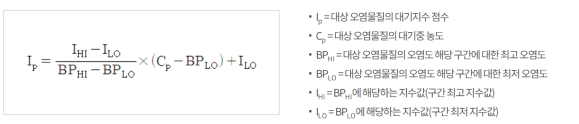 I_P = (I_HI − I_LO) / (BP_HI − BP_LO) × (C_P − BP_LO) + I_LO
• I_p = 대상 오염물질의 대기지수 점수
• C_p = 대상 오염물질의 대기중 농도
• BP_HI = 대상 오염물질의 오염도 해당 구간에 대한 최고 오염도
• BP_LO = 대상 오염물질의 오염도 해당 구간에 대한 최저 오염도
• I_HI = BP_HI에 해당하는 지수값(구간 최고 지수값)
• I_LO = BP_LO에 해당하는 지수값(구간 최저 지수값)